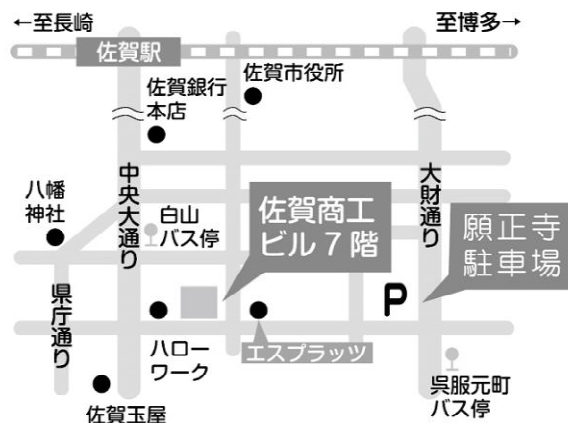 ←至長崎
至博多→
佐賀駅
佐賀銀行
本店
佐賀市役所
八幡
神社
中央大通り
白山
バス停
佐賀商工
ビル7階
大財通り
願正寺
駐車場
県庁通り
P
ハロー
ワーク
エスプラッツ
呉服元町
バス停
佐賀玉屋